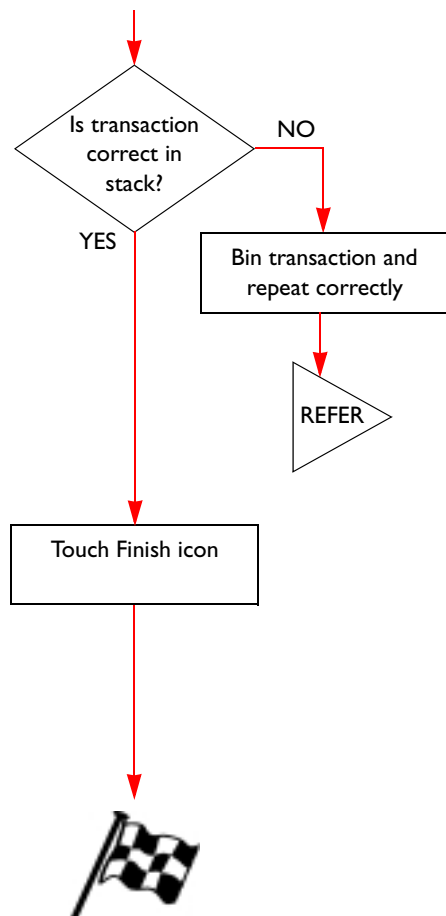 Is transaction
correct in
stack?
NO
YES
Bin transaction and
repeat correctly
REFER
Touch Finish icon